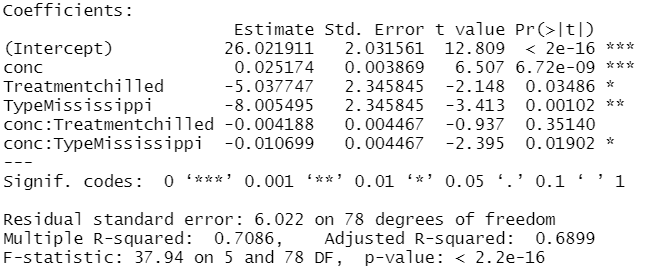 Coefficients:
Estimate Std. Error t value Pr(>|t|)
(Intercept) 26.021911 2.031561 12.809 < 2e-16 ***
conc 0.025174 0.003869 6.507 6.72e-09 ***
Treatmentchilled -5.037747 2.345845 -2.148 0.03486 *
TypeMississippi -8.005495 2.345845 -3.413 0.00102 **
conc:Treatmentchilled -0.004188 0.004467 -0.937 0.35140
conc:TypeMississippi -0.010699 0.004467 -2.395 0.01902 *
---
Signif. codes: 0 ‘***’ 0.001 ‘**’ 0.01 ‘*’ 0.05 ‘.’ 0.1 ‘ ’ 1
Residual standard error: 6.022 on 78 degrees of freedom
Multiple R-squared: 0.7086, Adjusted R-squared: 0.6899
F-statistic: 37.94 on 5 and 78 DF, p-value: < 2.2e-16